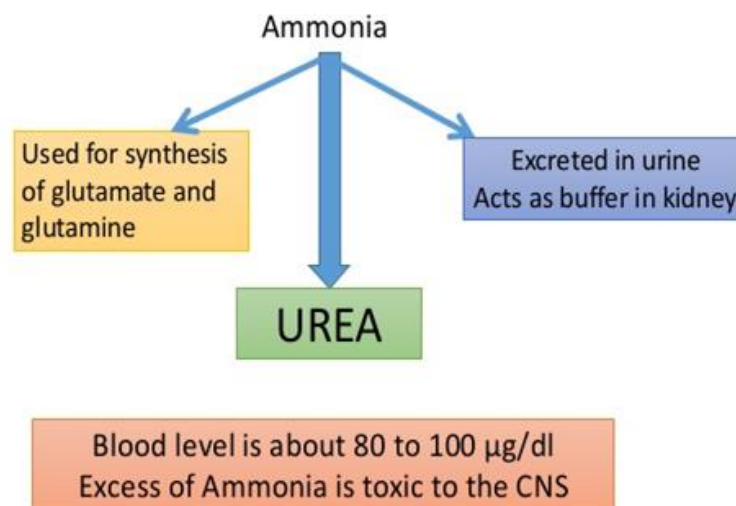 Ammonia
Used for synthesis
of glutamate and
glutamine
Excreted in urine
Acts as buffer in kidney
UREA
Blood level is about 80 to 100 µg/dl
Excess of Ammonia is toxic to the CNS